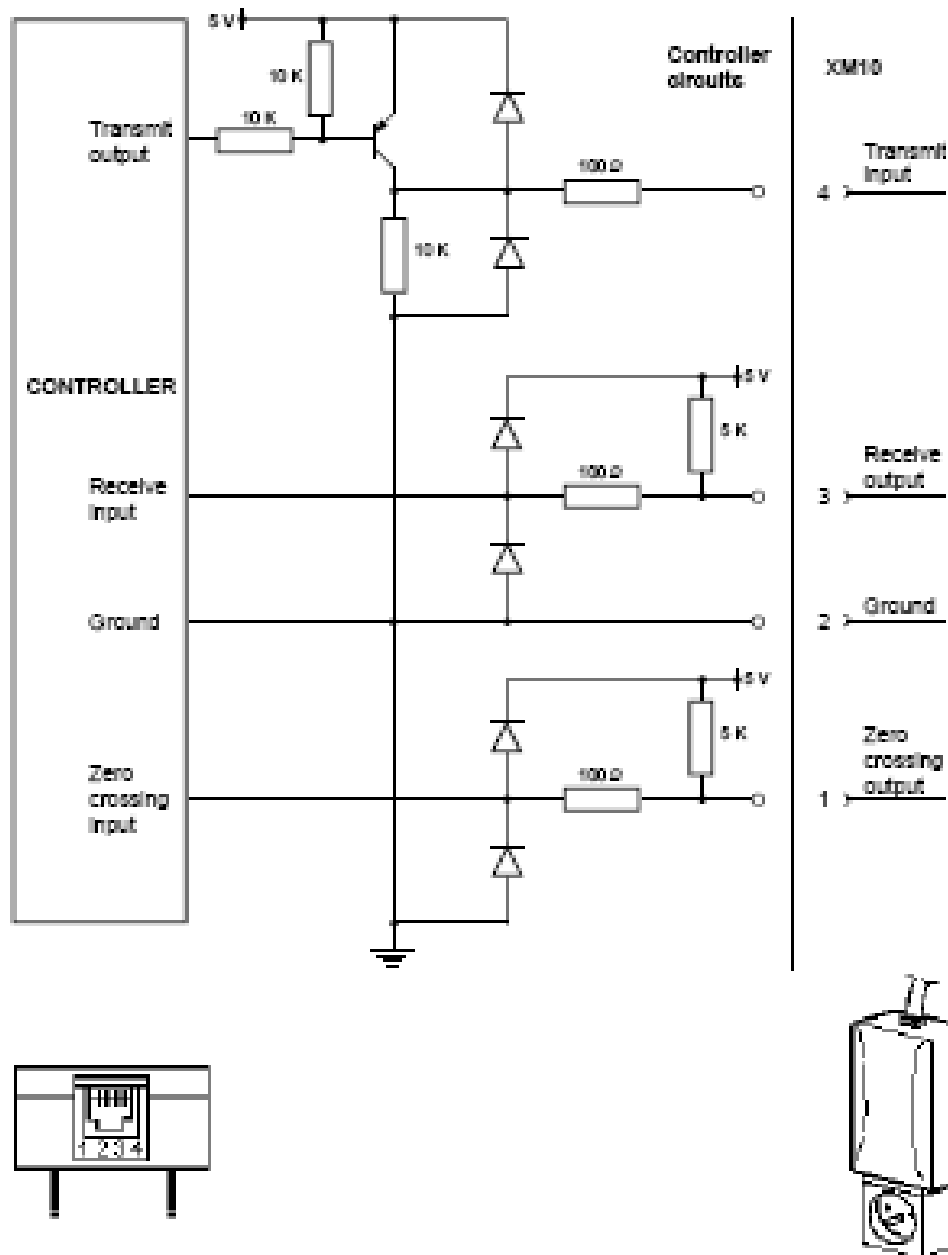 5 V
Controller
circuits
XM10
10 K
10 K
Transmit
output
100 Ω
Transmit
input
4
10 K
CONTROLLER
5 V
5 K
Receive
input
100 Ω
3
Receive
output
Ground
2
Ground
5 V
5 K
Zero
crossing
input
100 Ω
1
Zero
crossing
output
1 2 3 4